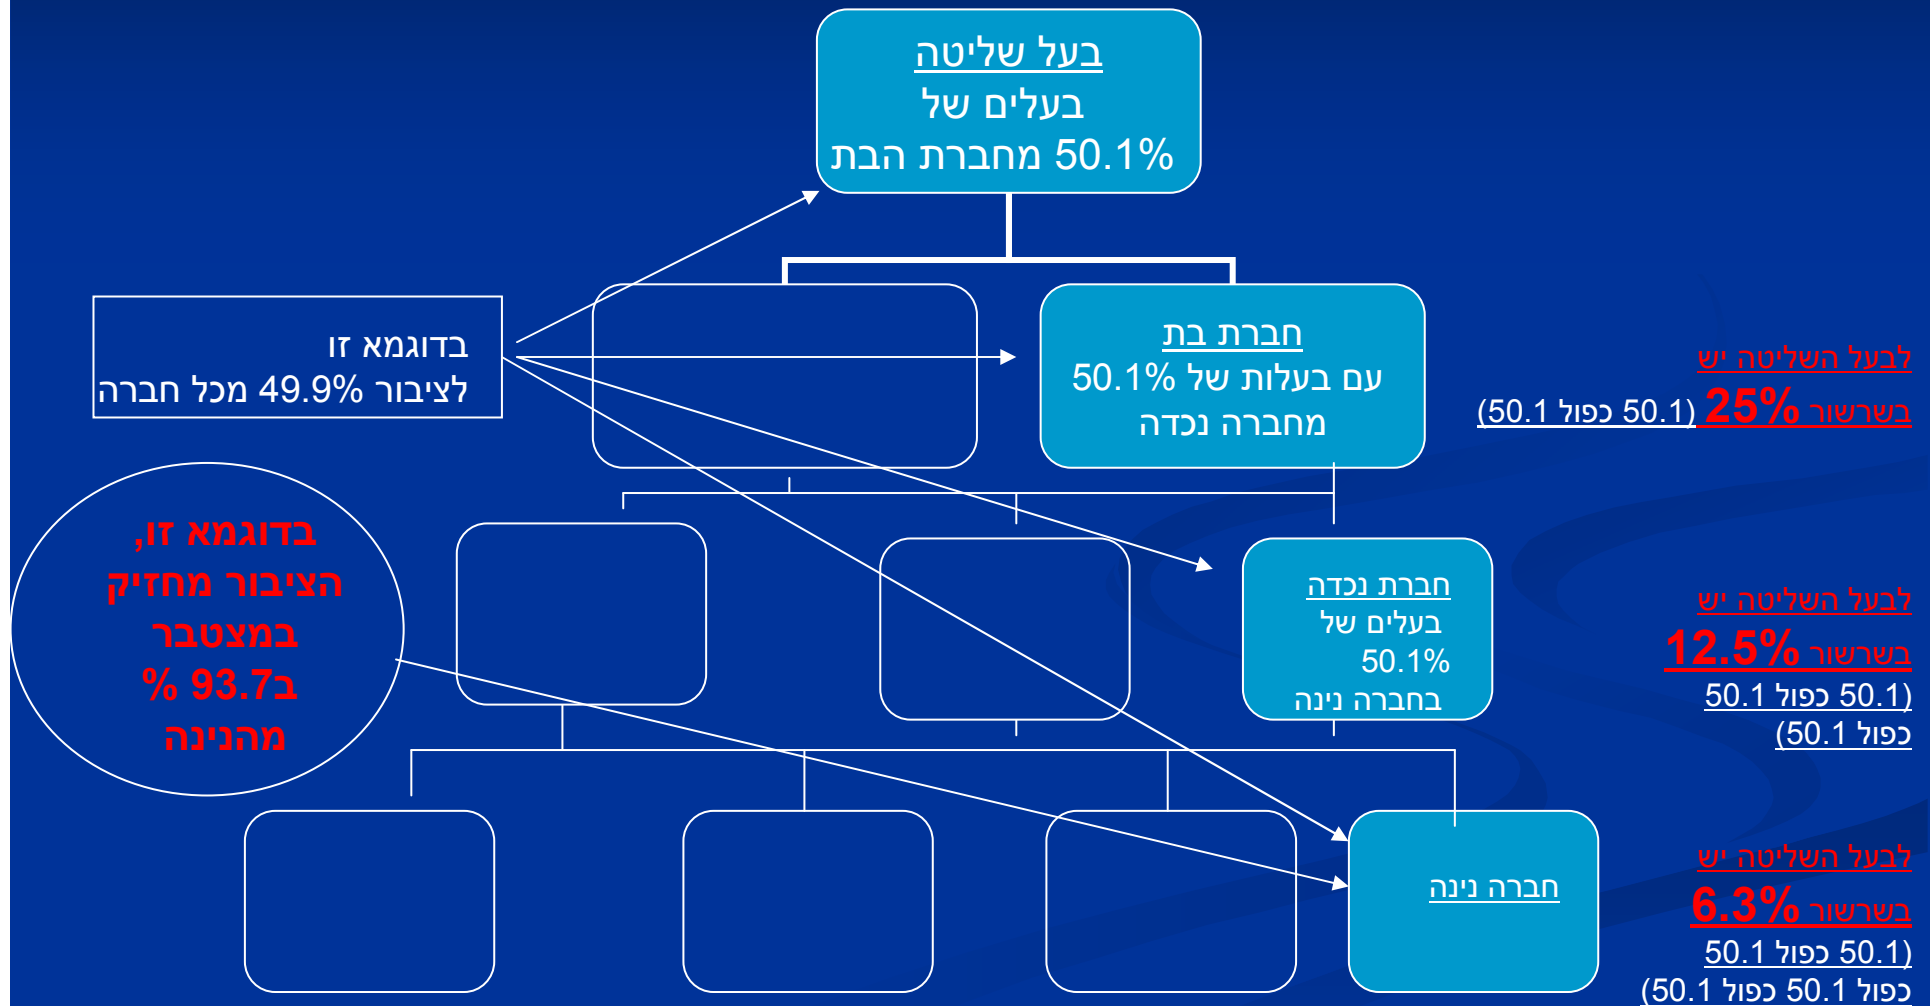 בעל שליטה
בעלים של
50.1% מחברת הבת
חברת בת
עם בעלות של 50.1%
מחברה נכדה
בדוגמא זו
לציבור 49.9% מכל חברה
לבעל השליטה יש
בשרשור 25% (50.1 כפול 50.1)
בדוגמא זו,
הציבור מחזיק
במצטבר
ב93.7 %
מהנינה
חברת נכדה
בעלים של
50.1%
בחברה נינה
לבעל השליטה יש
בשרשור 12.5%
(50.1 כפול 50.1
כפול 50.1)
חברה נינה
לבעל השליטה יש
בשרשור 6.3%
(50.1 כפול 50.1
כפול 50.1 כפול 50.1)